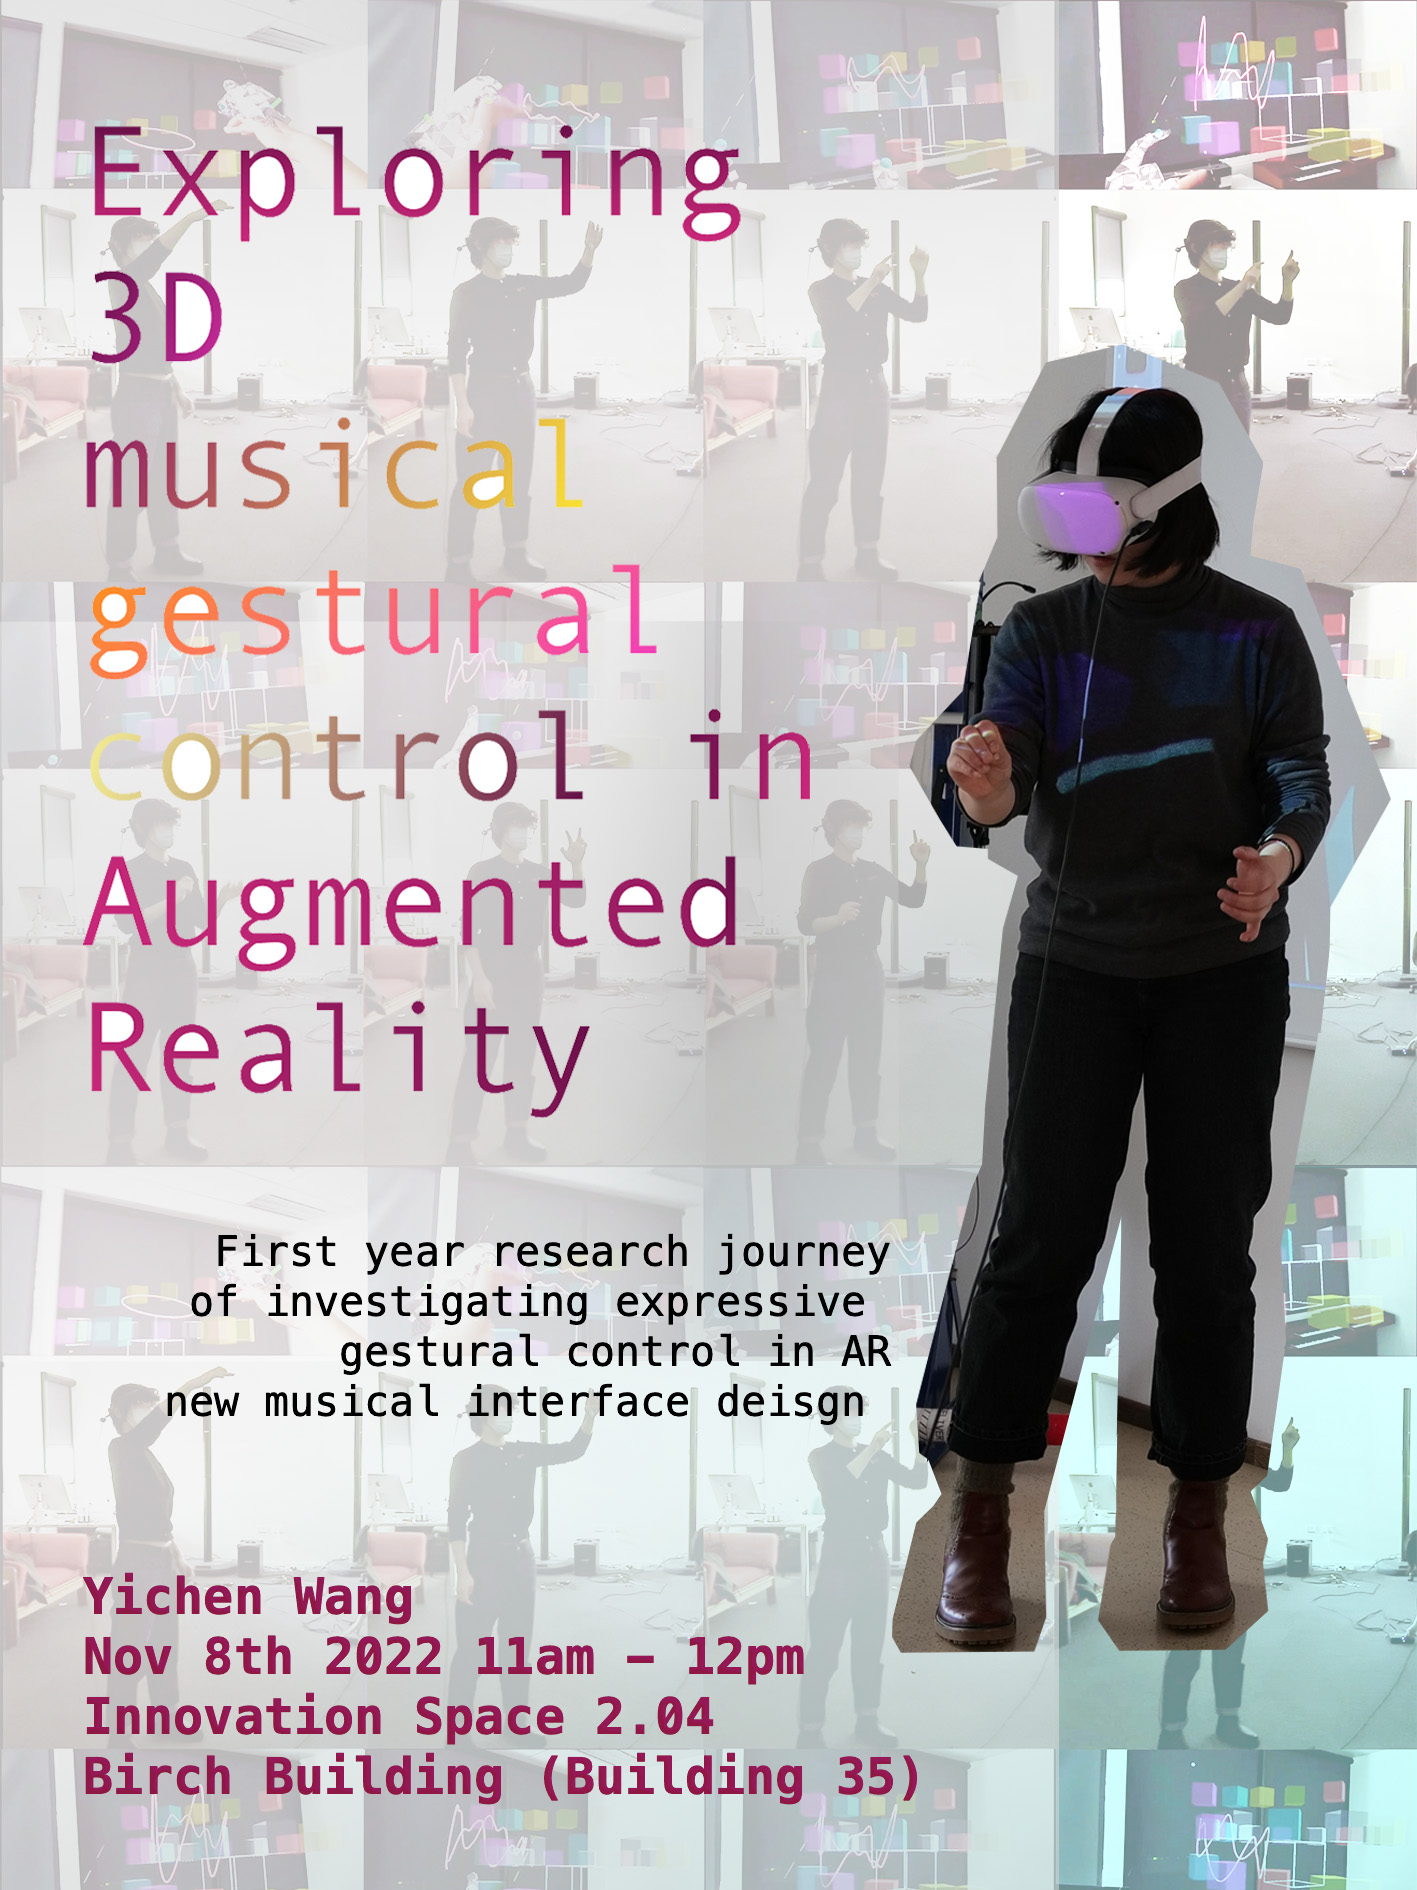 Exploring
3D
musical
gestural
control in
Augmented
Reality
First year research journey
of investigating expressive
gestural control in AR
new musical interface deisgn
Yichen Wang
Nov 8th 2022 11am – 12pm
Innovation Space 2.04
Birch Building (Building 35)